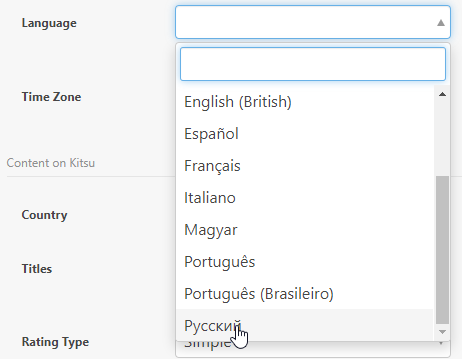 Language
English (British)
Time Zone
Español
Français
Content on Kitsu
Italiano
Country
Magyar
Titles
Português
Português (Brasileiro)
Русский
Rating Type
Simple